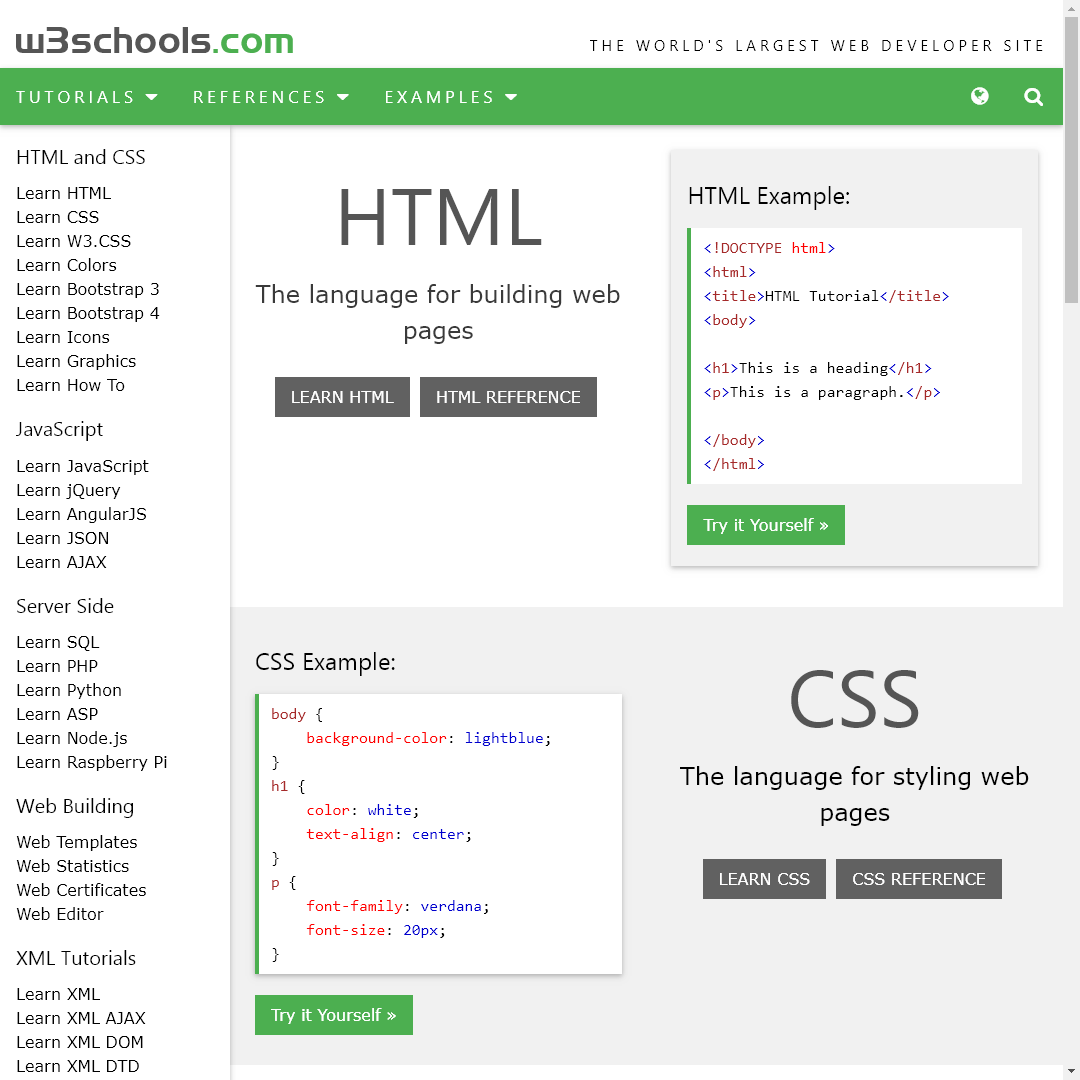 w3schools.com
THE WORLD'S LARGEST WEB DEVELOPER SITE
TUTORIALS
REFERENCES
EXAMPLES
HTML and CSS
Learn HTML
Learn CSS
Learn W3.CSS
Learn Colors
Learn Bootstrap 3
Learn Bootstrap 4
Learn Icons
Learn Graphics
Learn How To
JavaScript
Learn JavaScript
Learn jQuery
Learn AngularJS
Learn JSON
Learn AJAX
Server Side
Learn SQL
Learn PHP
Learn Python
Learn ASP
Learn Node.js
Learn Raspberry Pi
Web Building
Web Templates
Web Statistics
Web Certificates
Web Editor
XML Tutorials
Learn XML
Learn XML AJAX
Learn XML DOM
Learn XML DTD
HTML
The language for building web
pages
LEARN HTML
HTML REFERENCE
HTML Example:
<!DOCTYPE html>
<html>
<title>HTML Tutorial</title>
<body>
<h1>This is a heading</h1>
<p>This is a paragraph.</p>
</body>
</html>
Try it Yourself »
CSS Example:
body {
    background-color: lightblue;
}
h1 {
    color: white;
    text-align: center;
}
p {
    font-family: verdana;
    font-size: 20px;
}
Try it Yourself »
CSS
The language for styling web
pages
LEARN CSS
CSS REFERENCE